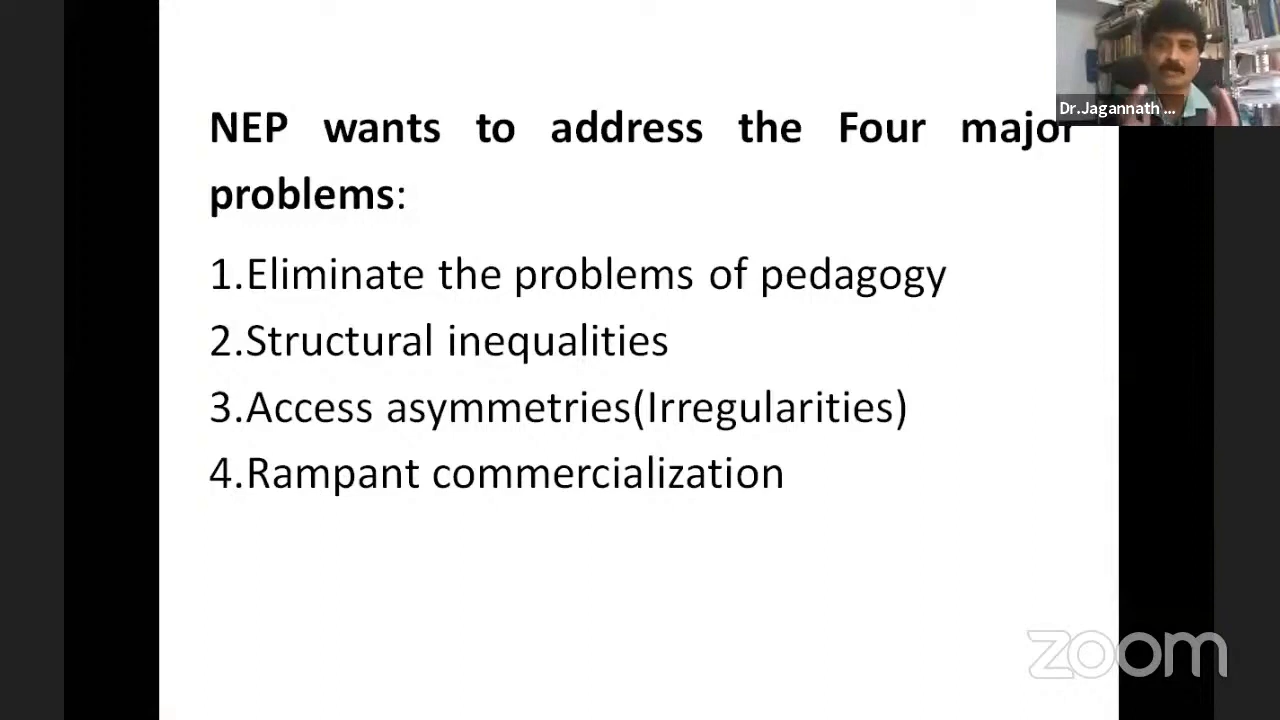 Dr.Jagannath ...
NEP wants to address the Four major
problems:
1.Eliminate the problems of pedagogy
2.Structural inequalities
3.Access asymmetries(Irregularities)
4.Rampant commercialization
zoom